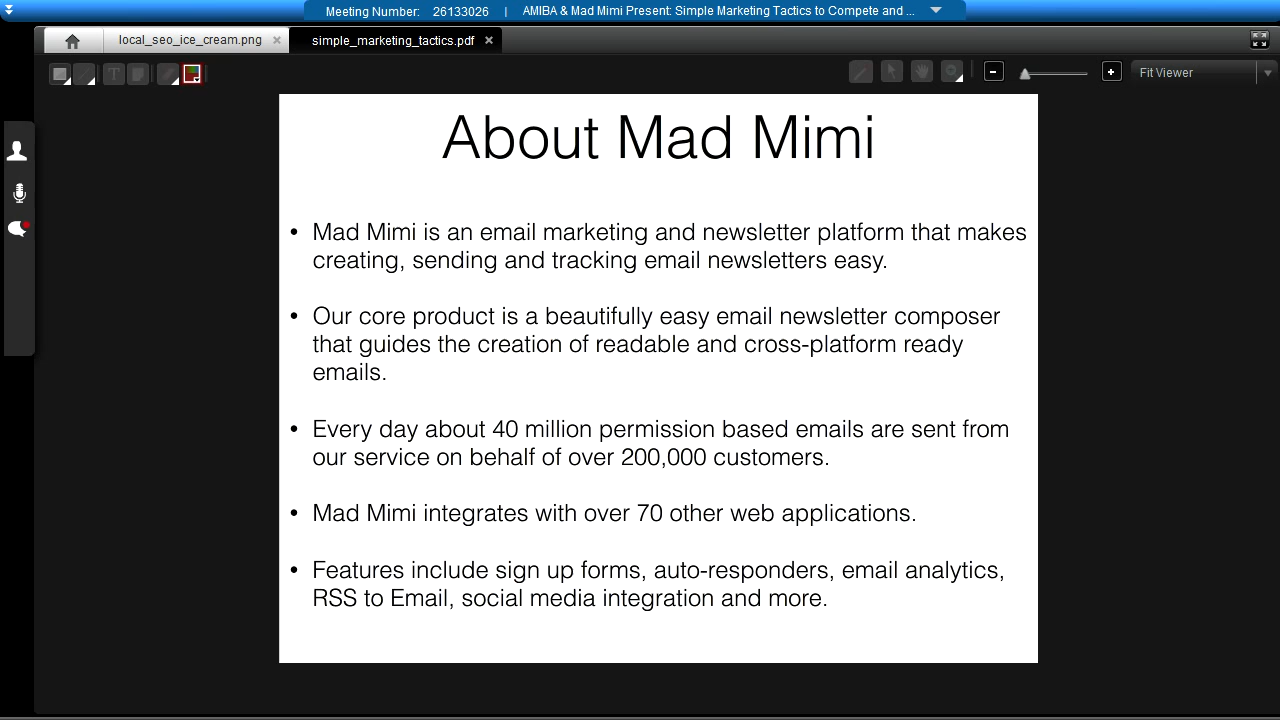 Meeting Number: 26133026 | AMIBA & Mad Mimi Present: Simple Marketing Tactics to Compete and ...
local_seo_ice_cream.png
simple_marketing_tactics.pdf
T
Fit Viewer
About Mad Mimi
• Mad Mimi is an email marketing and newsletter platform that makes
creating, sending and tracking email newsletters easy.
• Our core product is a beautifully easy email newsletter composer
that guides the creation of readable and cross-platform ready
emails.
• Every day about 40 million permission based emails are sent from
our service on behalf of over 200,000 customers.
• Mad Mimi integrates with over 70 other web applications.
• Features include sign up forms, auto-responders, email analytics,
RSS to Email, social media integration and more.